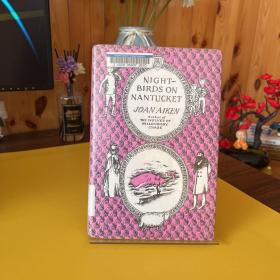 NIGHT-
BIRDS ON
NANTUCKET
JOAN AIKEN
Author of
THE WOLVES OF
WILLOUGHBY
CHASE